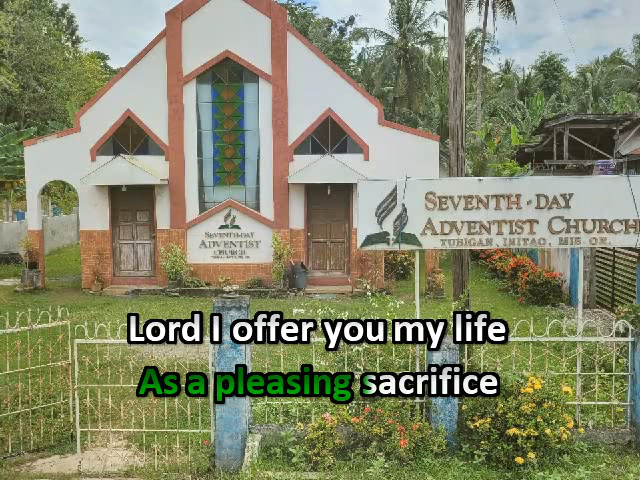 SEVENTH-DAY
ADVENTIST CHURCH
TUBIGAN, INITAO, MIS. OR.
SEVENTH-DAY
ADVENTIST
CHURCH
Lord I offer you my life
As a pleasing sacrifice